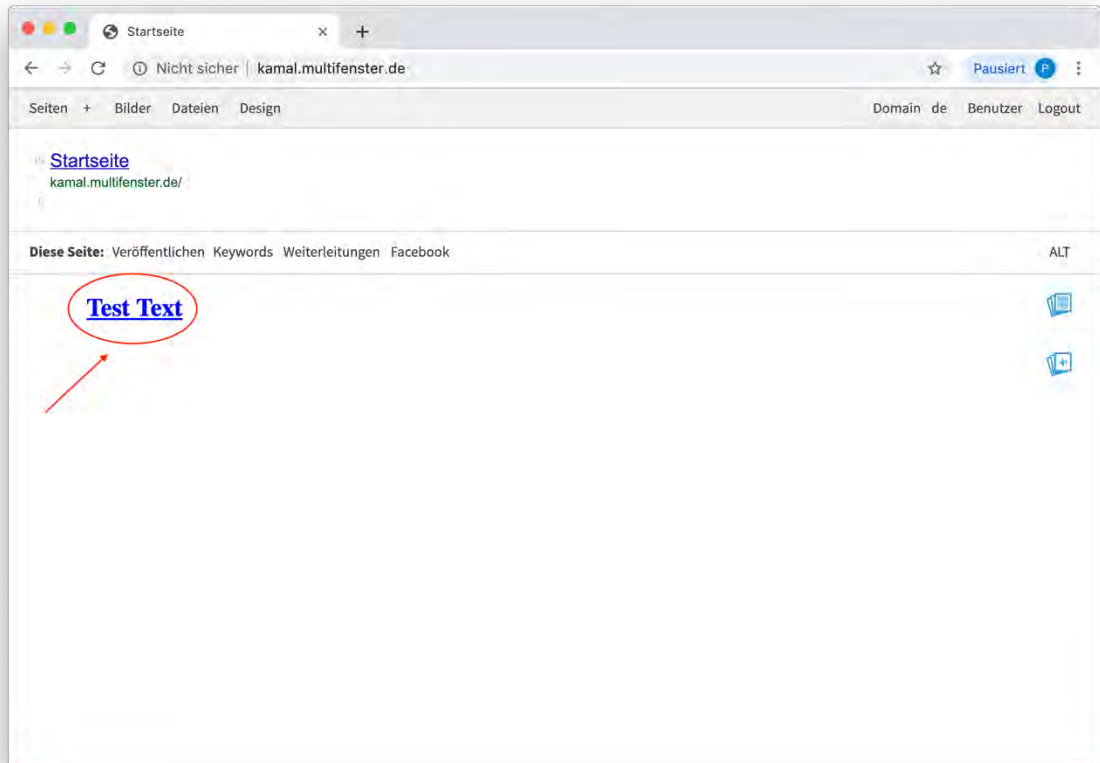 Startseite
Nicht sicher | kamal.multifenster.de Pausiert P
Seiten + Bilder Dateien Design Domain de Benutzer Logout
Startseite
kamal.multifenster.de/
Diese Seite: Veröffentlichen Keywords Weiterleitungen Facebook ALT
Test Text